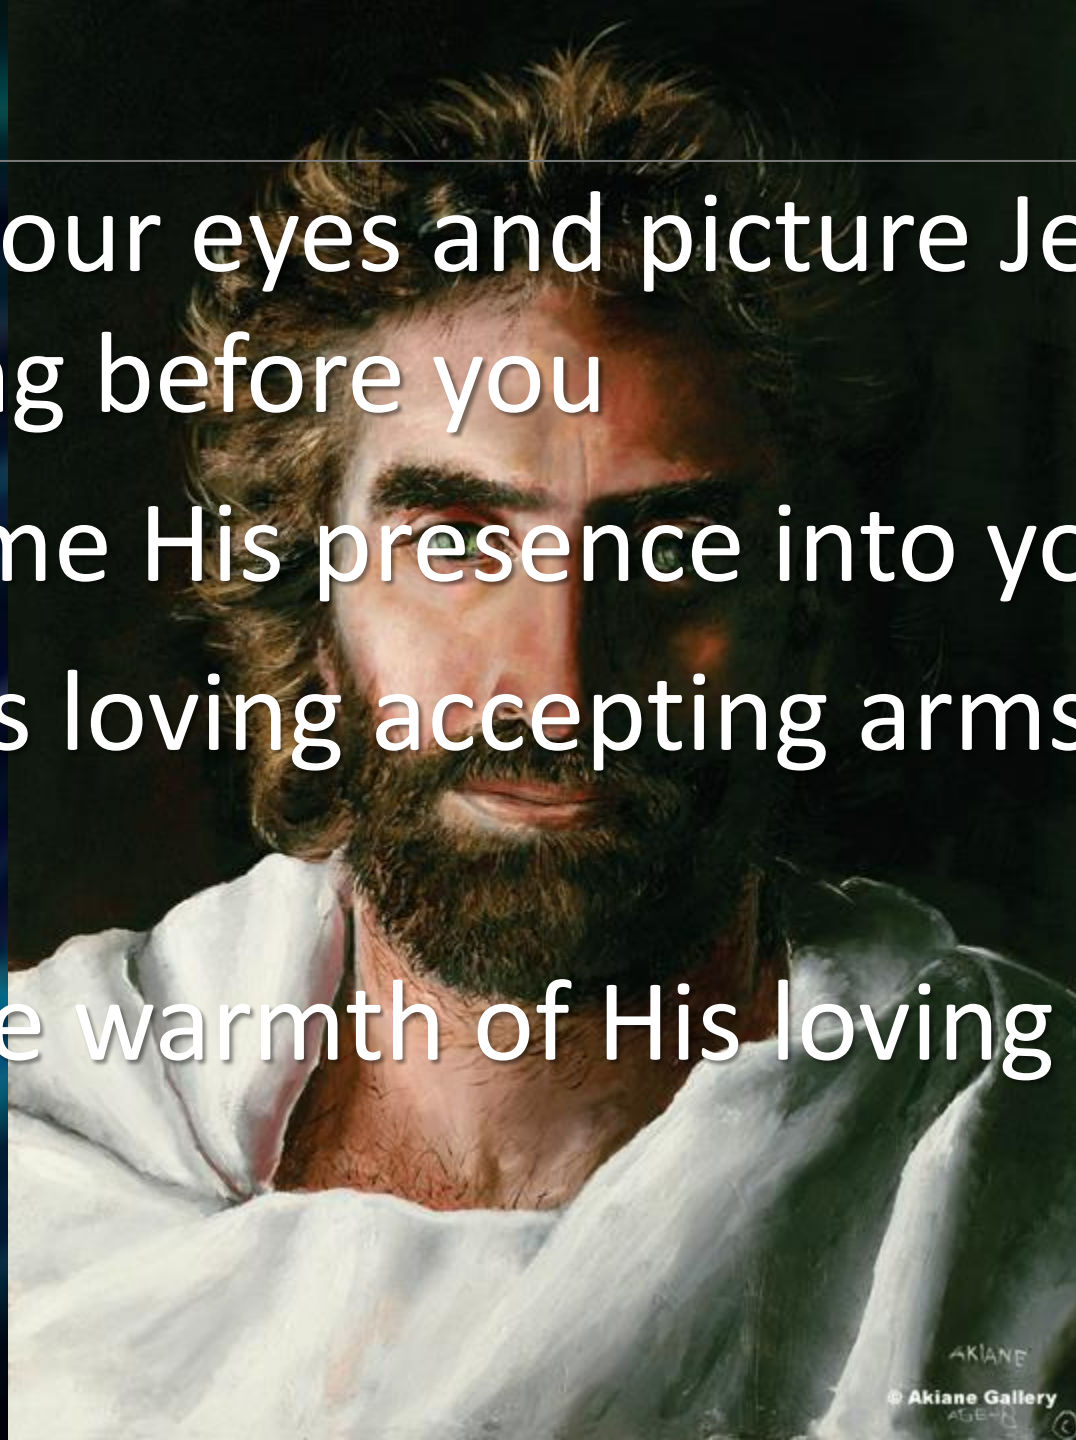 our eyes and picture Je
g before you
me His presence into yo
s loving accepting arms
e warmth of His loving
AKIANE
© Akiane Gallery